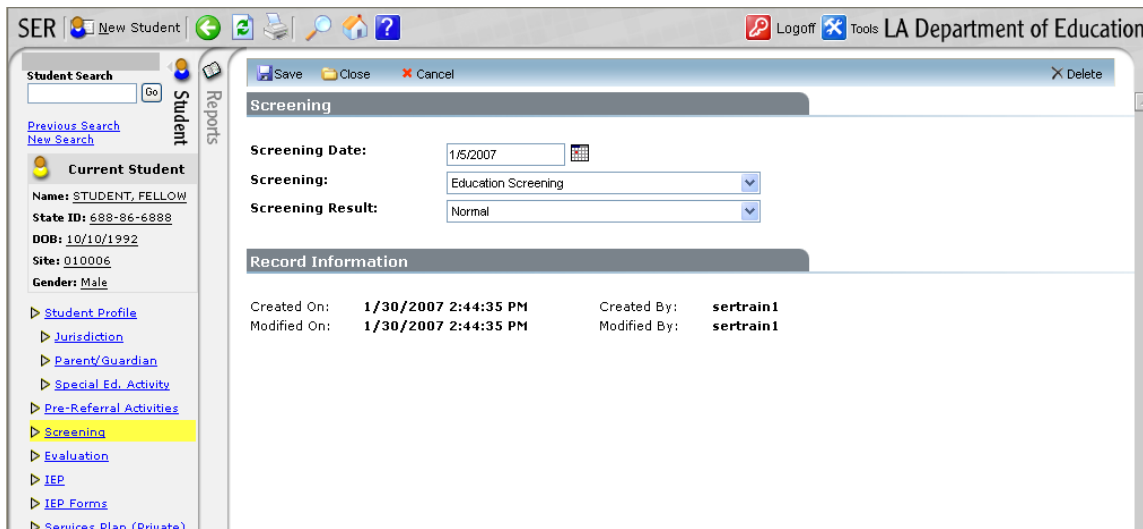 SER New Student ? Logoff Tools LA Department of Education
Student Search
Go
Previous Search
New Search
Student
Reports
Current Student
Name: STUDENT, FELLOW
State ID: 688-86-6888
DOB: 10/10/1992
Site: 010006
Gender: Male
Student Profile
Jurisdiction
Parent/Guardian
Special Ed. Activity
Pre-Referral Activities
Screening
Evaluation
IEP
IEP Forms
Services Plan (Private)
Save Close Cancel Delete
Screening
Screening Date: 1/5/2007
Screening: Education Screening
Screening Result: Normal
Record Information
Created On: 1/30/2007 2:44:35 PM Created By: sertrain1
Modified On: 1/30/2007 2:44:35 PM Modified By: sertrain1